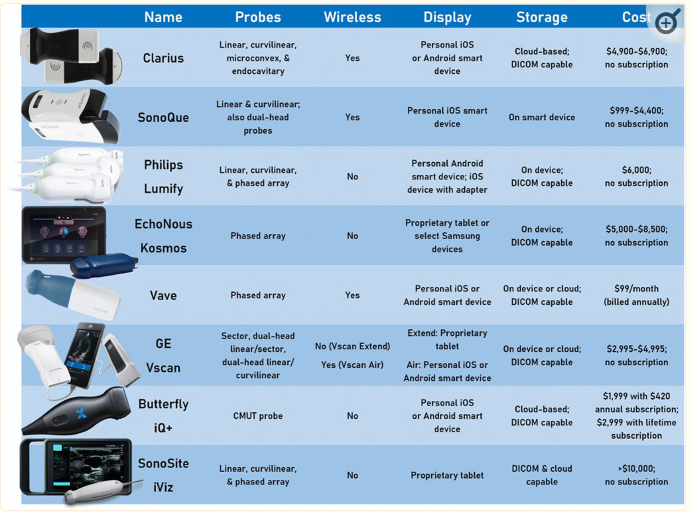 Name Probes Wireless Display Storage Cost
Clarius
Linear, curvilinear,
microconvex, &
endocavitary
Yes
Personal iOS
or Android smart
device
Cloud-based;
DICOM capable
$4,900-$6,900;
no subscription
SonoQue
Linear & curvilinear;
also dual-head
probes
Yes
Personal iOS smart
device
On smart device
$999-$4,400;
no subscription
Philips
Lumify
Linear, curvilinear,
& phased array
No
Personal Android
smart device; iOS
device with adapter
On device;
DICOM capable
$6,000;
no subscription
EchoNous
Kosmos
Phased array
No
Proprietary tablet or
select Samsung
devices
On device;
DICOM capable
$5,000-$8,500;
no subscription
Vave
Phased array
Yes
Personal iOS or
Android smart device
On device or cloud;
DICOM capable
$99/month
(billed annually)
GE
Vscan
Sector, dual-head
linear/sector,
dual-head linear/
curvilinear
No (Vscan Extend)
Yes (Vscan Air)
Extend: Proprietary
tablet
Air: Personal iOS or
Android smart device
On device or cloud;
DICOM capable
$2,995-$4,995;
no subscription
Butterfly
iQ+
CMUT probe
No
Personal iOS
or Android smart
device
Cloud-based;
DICOM capable
$1,999 with $420
annual subscription;
$2,999 with lifetime
subscription
SonoSite
iViz
Linear, curvilinear,
& phased array
No
Proprietary tablet
DICOM & cloud
capable
>$10,000;
no subscription